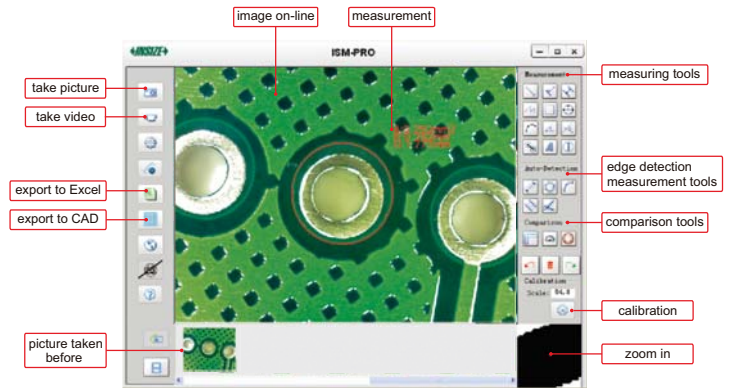 image on-line
measurement
INSIZE
ISM-PRO
Measurement
measuring tools
take picture
take video
export to Excel
export to CAD
Auto-Detection
edge detection
measurement tools
Comparison
comparison tools
Calibration
Scale:
calibration
picture taken
before
zoom in